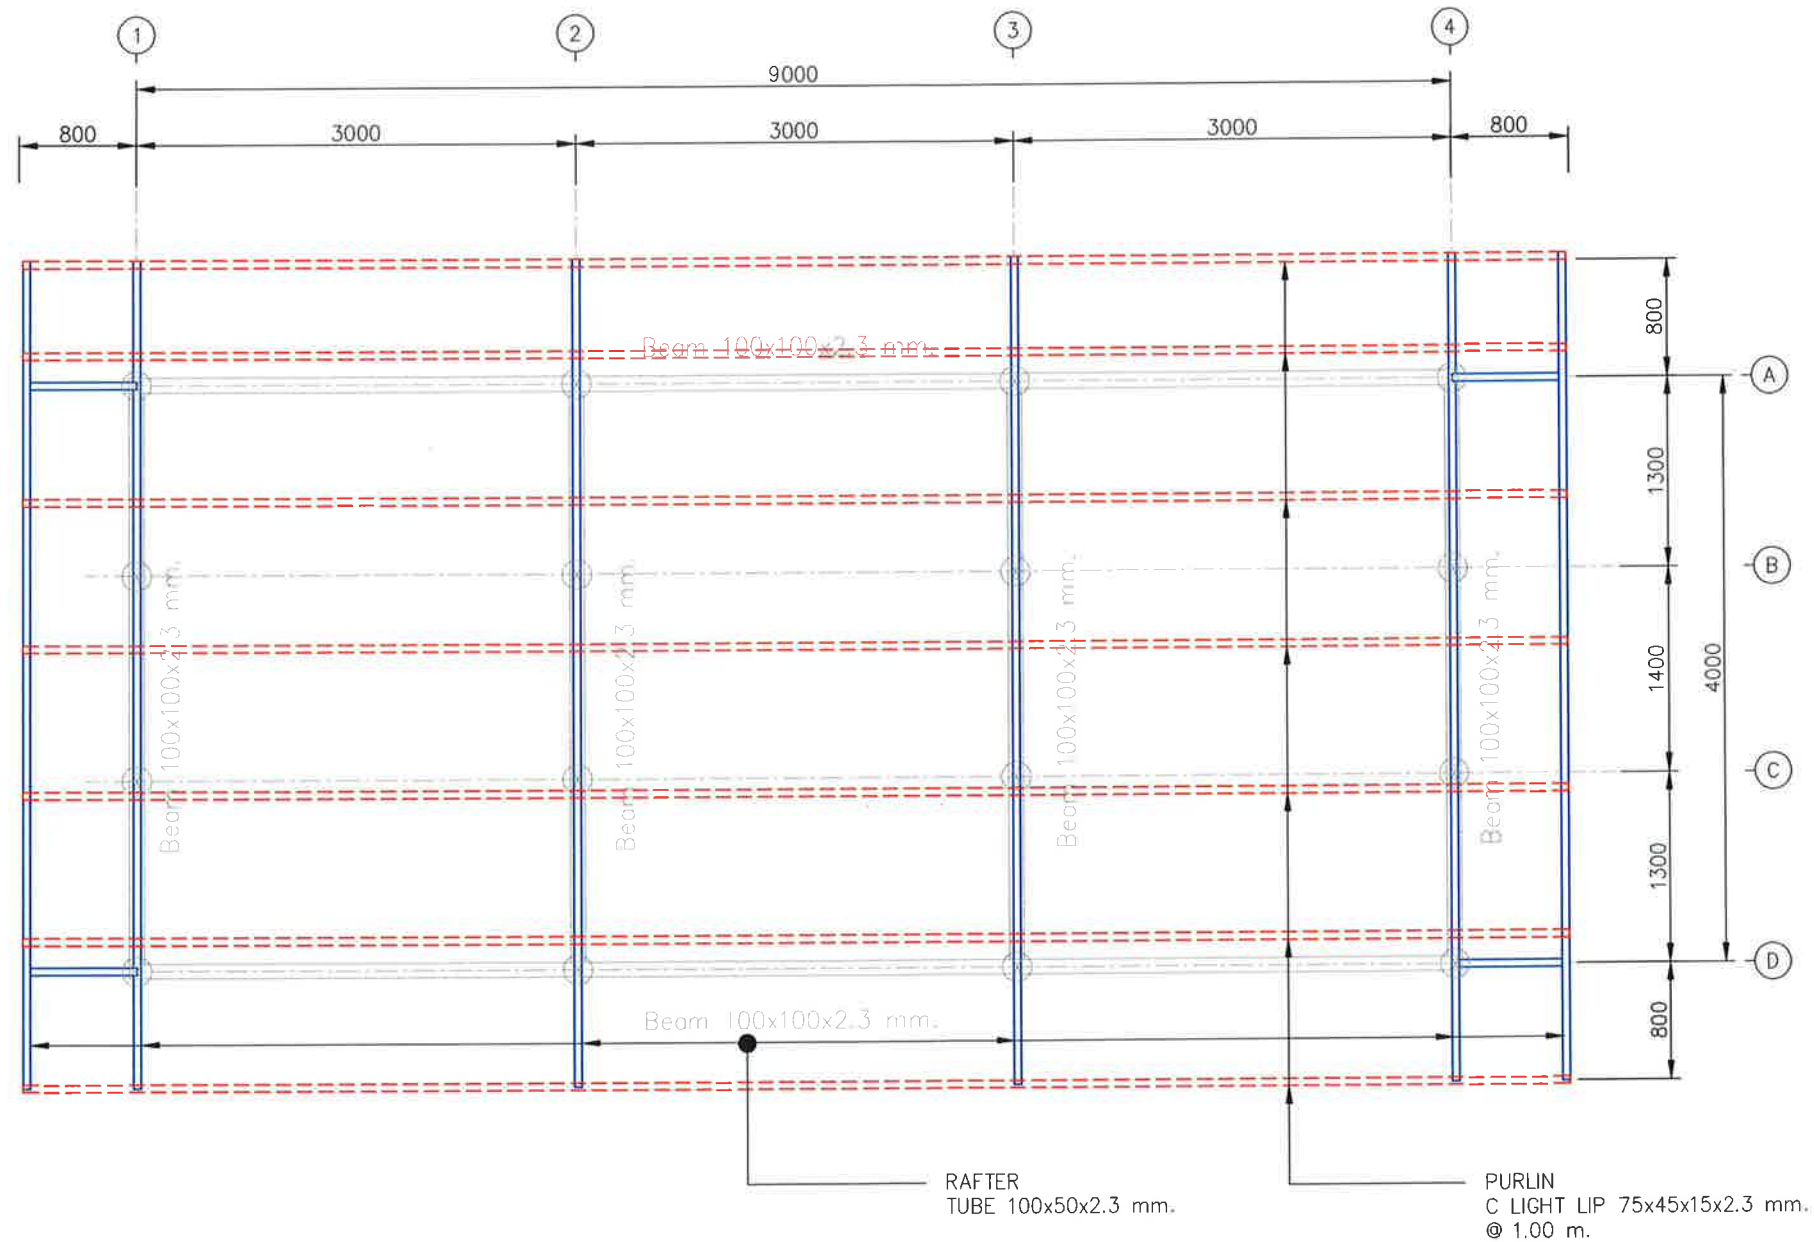 1 2 3 4
9000
800 3000 3000 3000 800
800
Beam 100x100x2.3 mm.
A
1300
B
Beam 100x100x2.3 mm.
Beam 100x100x2.3 mm.
Beam 100x100x2.3 mm.
Beam 100x100x2.3 mm.
1400
4000
C
1300
D
800
Beam 100x100x2.3 mm.
RAFTER
TUBE 100x50x2.3 mm.
PURLIN
C LIGHT LIP 75x45x15x2.3 mm.
@ 1.00 m.